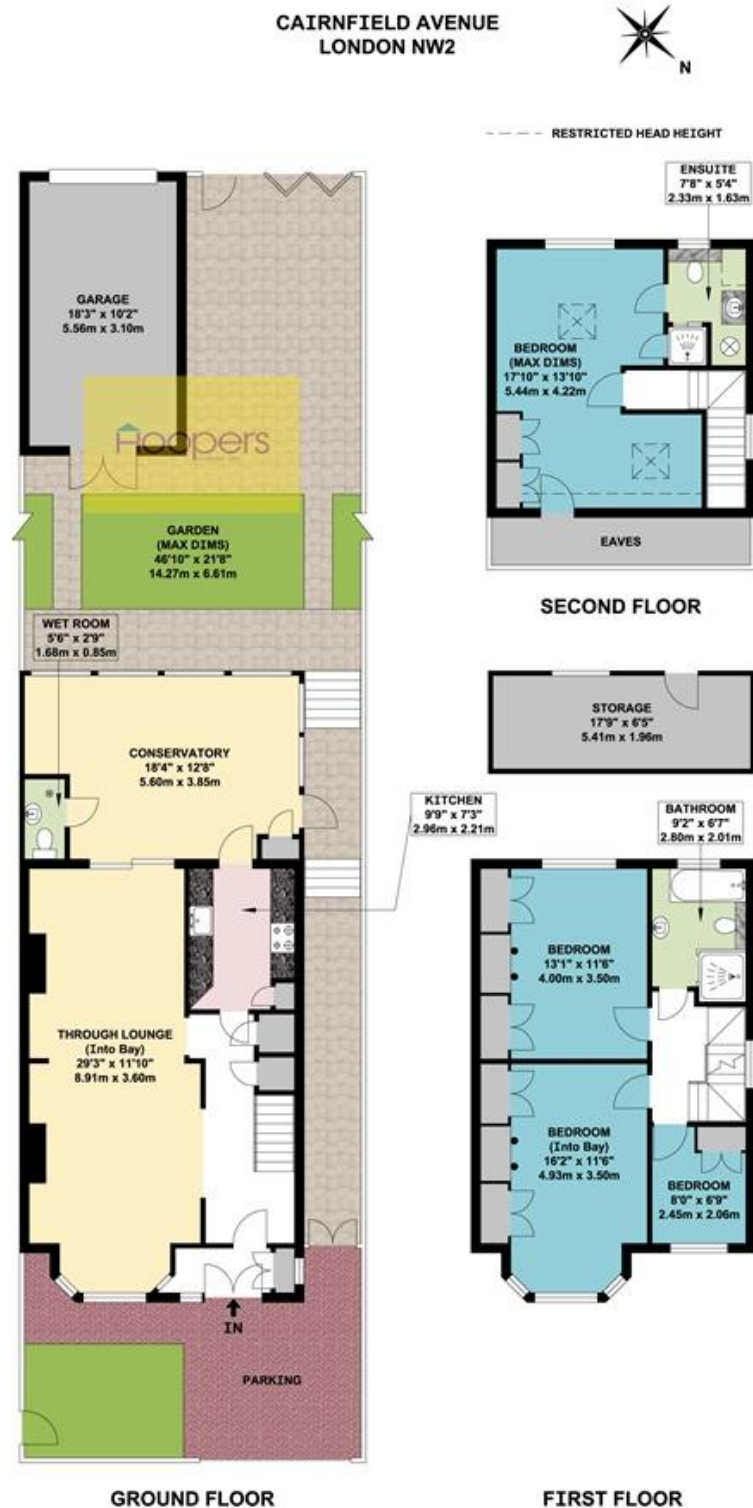 CAIRNFIELD AVENUE
LONDON NW2
N
RESTRICTED HEAD HEIGHT
ENSUITE
7'8" x 5'4"
2.33m x 1.63m
GARAGE
18'3" x 10'2"
5.56m x 3.10m
BEDROOM
(MAX DIMS)
17'10" x 13'10"
5.44m x 4.22m
Hoopers
GARDEN
(MAX DIMS)
46'10" x 21'8"
14.27m x 6.61m
EAVES
SECOND FLOOR
WET ROOM
5'6" x 2'9"
1.68m x 0.85m
STORAGE
17'9" x 6'5"
5.41m x 1.96m
CONSERVATORY
18'4" x 12'8"
5.60m x 3.85m
KITCHEN
9'9" x 7'3"
2.96m x 2.21m
BATHROOM
9'2" x 6'7"
2.80m x 2.01m
BEDROOM
13'1" x 11'6"
4.00m x 3.50m
THROUGH LOUNGE
(Into Bay)
29'3" x 11'10"
8.91m x 3.60m
BEDROOM
(Into Bay)
16'2" x 11'6"
4.93m x 3.50m
BEDROOM
8'0" x 6'9"
2.45m x 2.06m
IN
PARKING
GROUND FLOOR
FIRST FLOOR